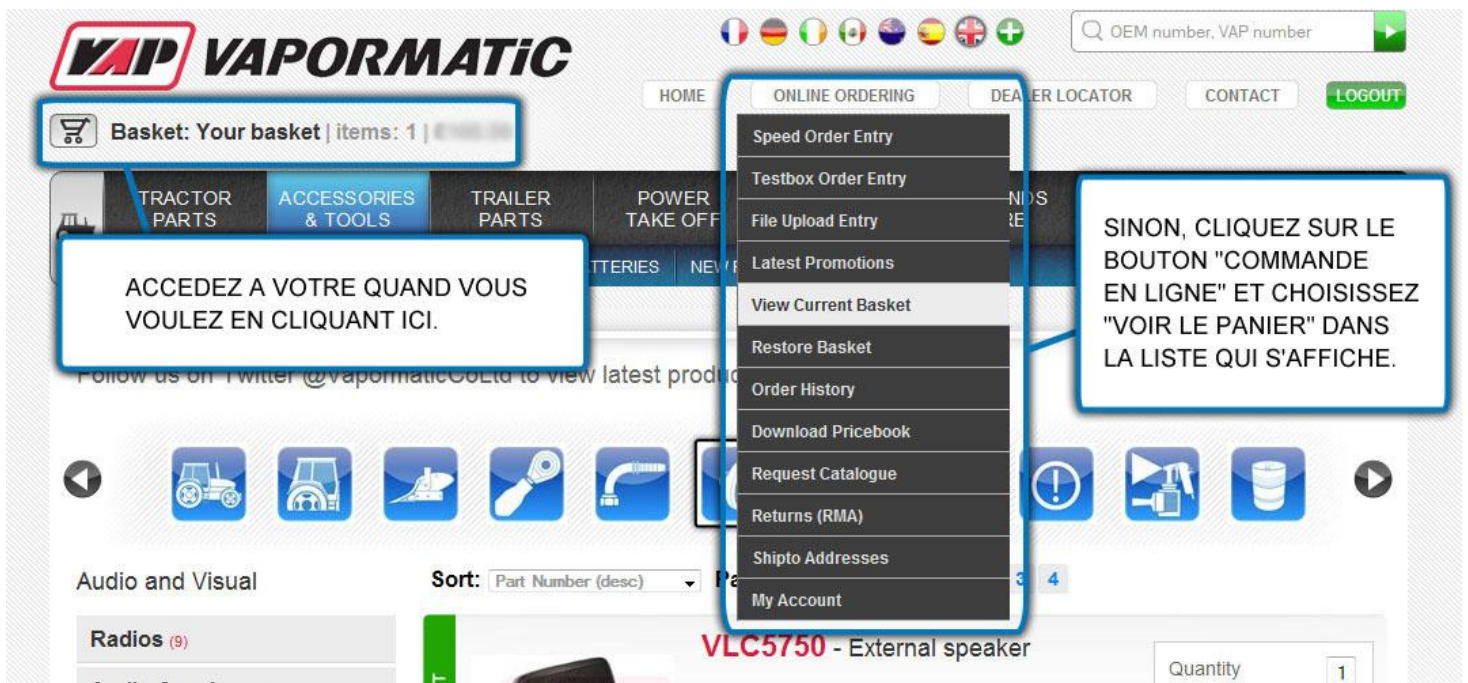 VAP VAPORMATiC
OEM number, VAP number
HOME ONLINE ORDERING DEALER LOCATOR CONTACT LOGOUT
Basket: Your basket | items: 1 |
Speed Order Entry
Testbox Order Entry
File Upload Entry
Latest Promotions
View Current Basket
Restore Basket
Order History
Download Pricebook
Request Catalogue
Returns (RMA)
Shipto Addresses
My Account
TRACTOR PARTS
ACCESSORIES & TOOLS
TRAILER PARTS
POWER TAKE OFF
ACCEDEZ A VOTRE QUAND VOUS
VOULEZ EN CLIQUANT ICI.
SINON, CLIQUEZ SUR LE
BOUTON "COMMANDE
EN LIGNE" ET CHOISISSEZ
"VOIR LE PANIER" DANS
LA LISTE QUI S'AFFICHE.
Follow us on Twitter @VapormaticCoLtd to view latest
Audio and Visual
Sort: Part Number (desc)
3 4
Radios (9)
VLC5750 - External speaker
Quantity 1